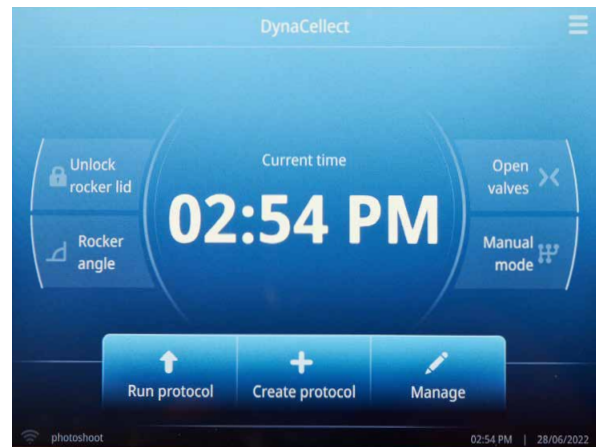 DynaCellect
Unlock
rocker lid
Current time
Open
valves
02:54 PM
Rocker
angle
Manual
mode
Run protocol
Create protocol
Manage
photoshoot
02:54 PM | 28/06/2022